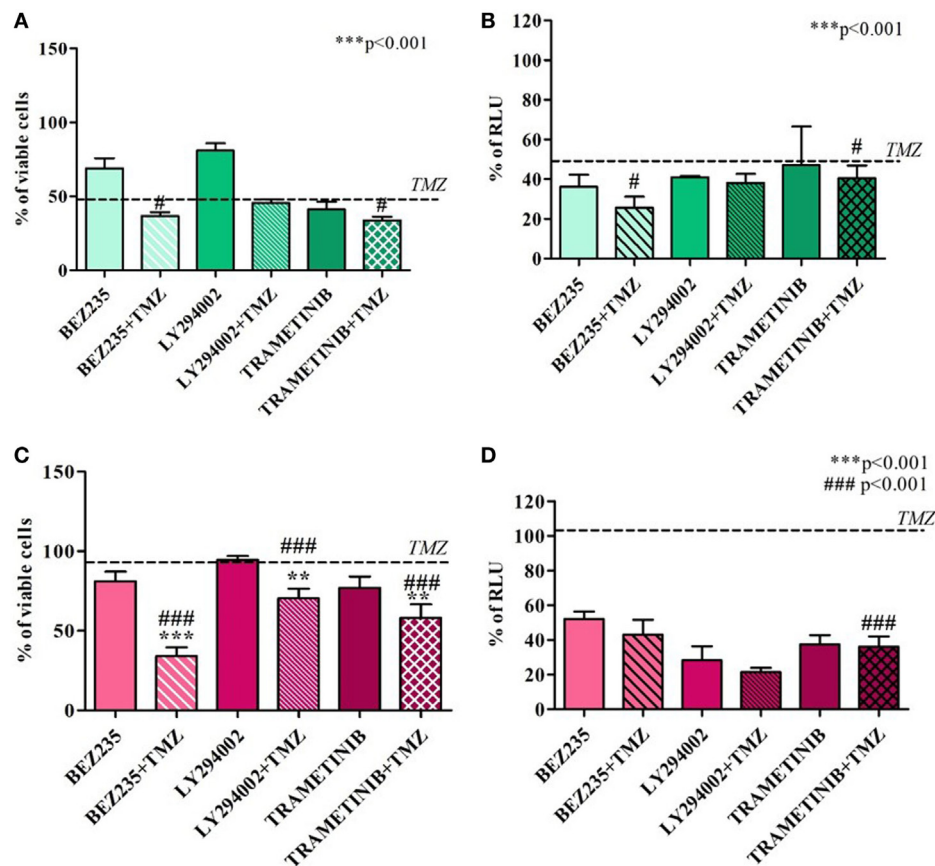 A
***p<0.001
% of viable cells
150
100
50
0
TMZ
#
#
BEZ235
BEZ235+TMZ
LY294002
LY294002+TMZ
TRAMETINIB
TRAMETINIB+TMZ
B
***p<0.001
% of RLU
120
100
80
60
40
20
0
TMZ
#
#
BEZ235
BEZ235+TMZ
LY294002
LY294002+TMZ
TRAMETINIB
TRAMETINIB+TMZ
C
% of viable cells
150
100
50
0
TMZ
###
***
###
**
###
**
BEZ235
BEZ235+TMZ
LY294002
LY294002+TMZ
TRAMETINIB
TRAMETINIB+TMZ
D
***p<0.001
### p<0.001
% of RLU
120
100
80
60
40
20
0
TMZ
###
BEZ235
BEZ235+TMZ
LY294002
LY294002+TMZ
TRAMETINIB
TRAMETINIB+TMZ